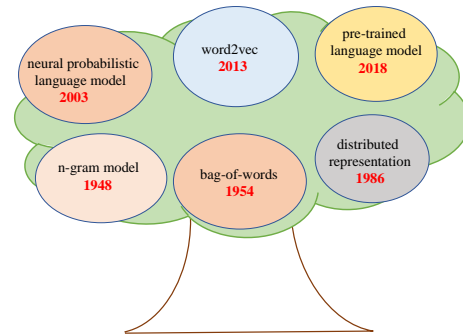 neural probabilistic
language model
2003
word2vec
2013
pre-trained
language model
2018
n-gram model
1948
bag-of-words
1954
distributed
representation
1986